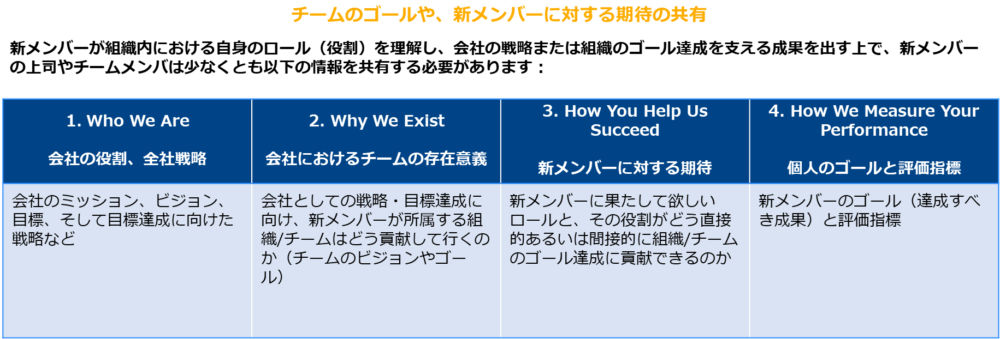 チームのゴールや、新メンバーに対する期待の共有
新メンバーが組織内における自身のロール（役割）を理解し、会社の戦略または組織のゴール達成を支える成果を出す上で、新メンバー
の上司やチームメンバは少なくとも以下の情報を共有する必要があります：
1. Who We Are
会社の役割、全社戦略
2. Why We Exist
会社におけるチームの存在意義
3. How You Help Us
Succeed
新メンバーに対する期待
4. How We Measure Your
Performance
個人のゴールと評価指標
会社のミッション、ビジョン、
目標、そして目標達成に向けた
戦略など
会社としての戦略・目標達成に
向け、新メンバーが所属する組
織/チームはどう貢献して行くの
か（チームのビジョンやゴー
ル）
新メンバーに果たして欲しい
ロールと、その役割がどう直接
的あるいは間接的に組織/チーム
のゴール達成に貢献できるのか
新メンバーのゴール（達成すべ
き成果）と評価指標